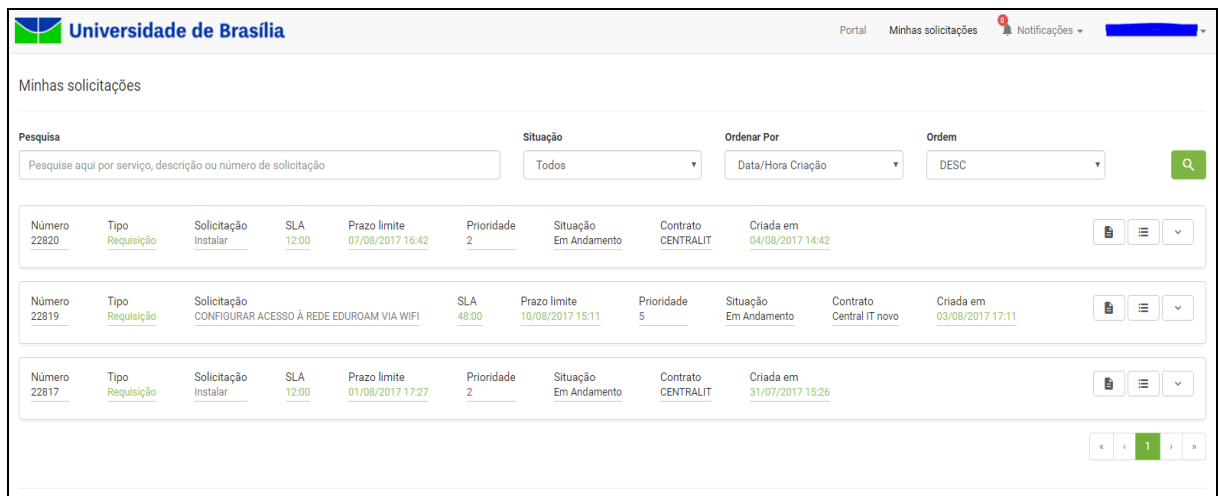 Universidade de Brasília
Portal Minhas solicitações 0 Notificações
Minhas solicitações
Pesquisa Situação Ordenar Por Ordem
Pesquise aqui por serviço, descrição ou número de solicitação Todos Data/Hora Criação DESC
Número Tipo Solicitação SLA Prazo limite Prioridade Situação Contrato Criada em
22820 Requisição Instalar 12:00 07/08/2017 16:42 2 Em Andamento CENTRALIT 04/08/2017 14:42
Número Tipo Solicitação SLA Prazo limite Prioridade Situação Contrato Criada em
22819 Requisição CONFIGURAR ACESSO À REDE EDUROAM VIA WIFI 48:00 10/08/2017 15:11 5 Em Andamento Central IT novo 03/08/2017 17:11
Número Tipo Solicitação SLA Prazo limite Prioridade Situação Contrato Criada em
22817 Requisição Instalar 12:00 01/08/2017 17:27 2 Em Andamento CENTRALIT 31/07/2017 15:26
« ‹ 1 › »